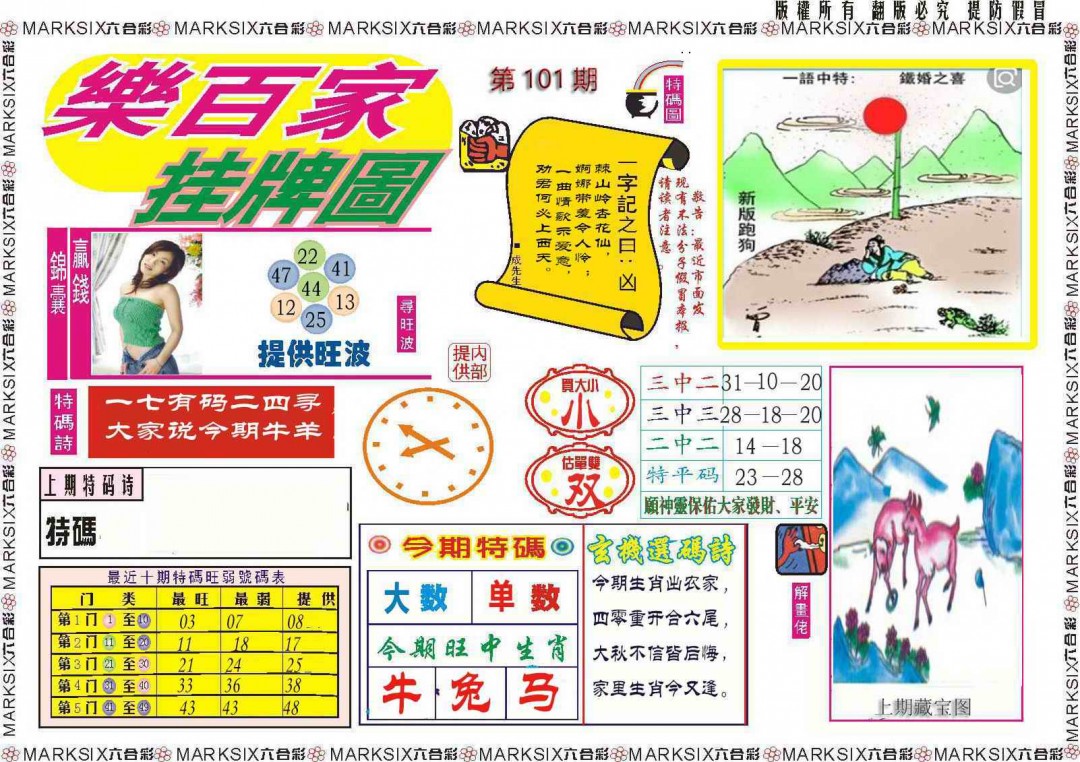 版權所有 翻版必究 提防假冒
MARKSIX六合彩 MARKSIX六合彩 MARKSIX六合彩 MARKSIX六合彩 MARKSIX六合彩 MARKSIX六合彩 MARKSIX六合彩
樂百家
挂牌圖
第101期
特碼圖
一字記之曰：凶
棘山岭杏花仙，
婀娜带羞令人怜；
一曲情歌示爱意，
劝君何必上西天。
■成先生
敬告：最近市面发
现有不法分子假冒本报，
请读者注意
一語中特： 鐵婚之喜
新版跑狗
贏錢
錦囊
22
47
41
44
12
13
25
提供旺波
尋旺波
内部
提供
特碼詩
一七有码二四寻
大家说今期牛羊
買大小
小
估單雙
双
三中二 31—10—20
三中三 28—18—20
二中二 14—18
特平码 23—28
願神靈保佑大家發財、平安
上期特码诗
特碼
最近十期特碼旺弱號碼表
门 类 最旺 最弱 提供
第1门 1 至 10 03 07 08
第2门 11 至 20 11 18 17
第3门 21 至 30 21 24 25
第4门 31 至 40 33 36 38
第5门 41 至 49 43 43 48
今期特碼
大数 单数
今期旺中生肖
牛 兔 马
玄機選碼詩
今期生肖出农家，
四零重开合六尾，
大秋不信皆后悔，
家里生肖今又逢。
解畫佬
上期藏宝图
MARKSIX六合彩 MARKSIX六合彩 MARKSIX六合彩 MARKSIX六合彩 MARKSIX六合彩 MARKSIX六合彩 MARKSIX六合彩